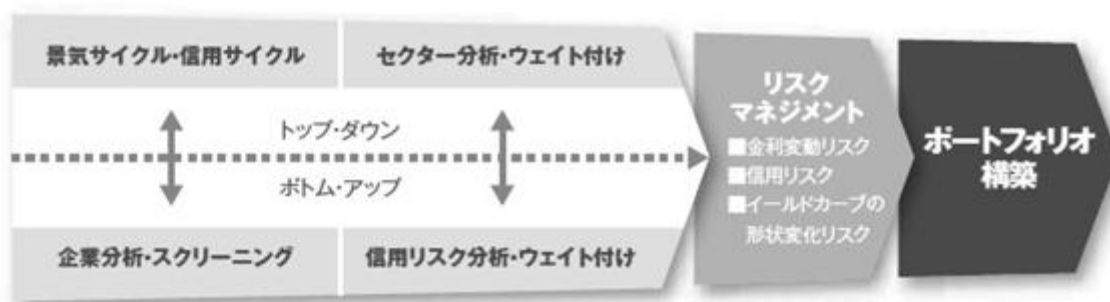 景気サイクル・信用サイクル
セクター分析・ウェイト付け
トップ・ダウン
ボトム・アップ
企業分析・スクリーニング
信用リスク分析・ウェイト付け
リスク
マネジメント
■金利変動リスク
■信用リスク
■イールドカーブの
形状変化リスク
ポートフォリオ
構築